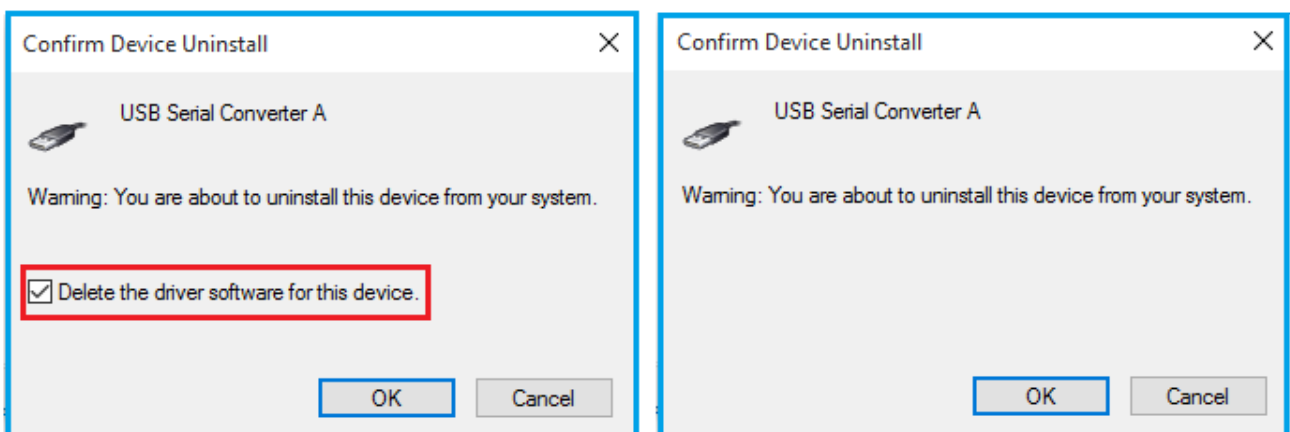 Confirm Device Uninstall
USB Serial Converter A
Warning: You are about to uninstall this device from your system.
Delete the driver software for this device.
OK
Cancel
Confirm Device Uninstall
USB Serial Converter A
Warning: You are about to uninstall this device from your system.
OK
Cancel